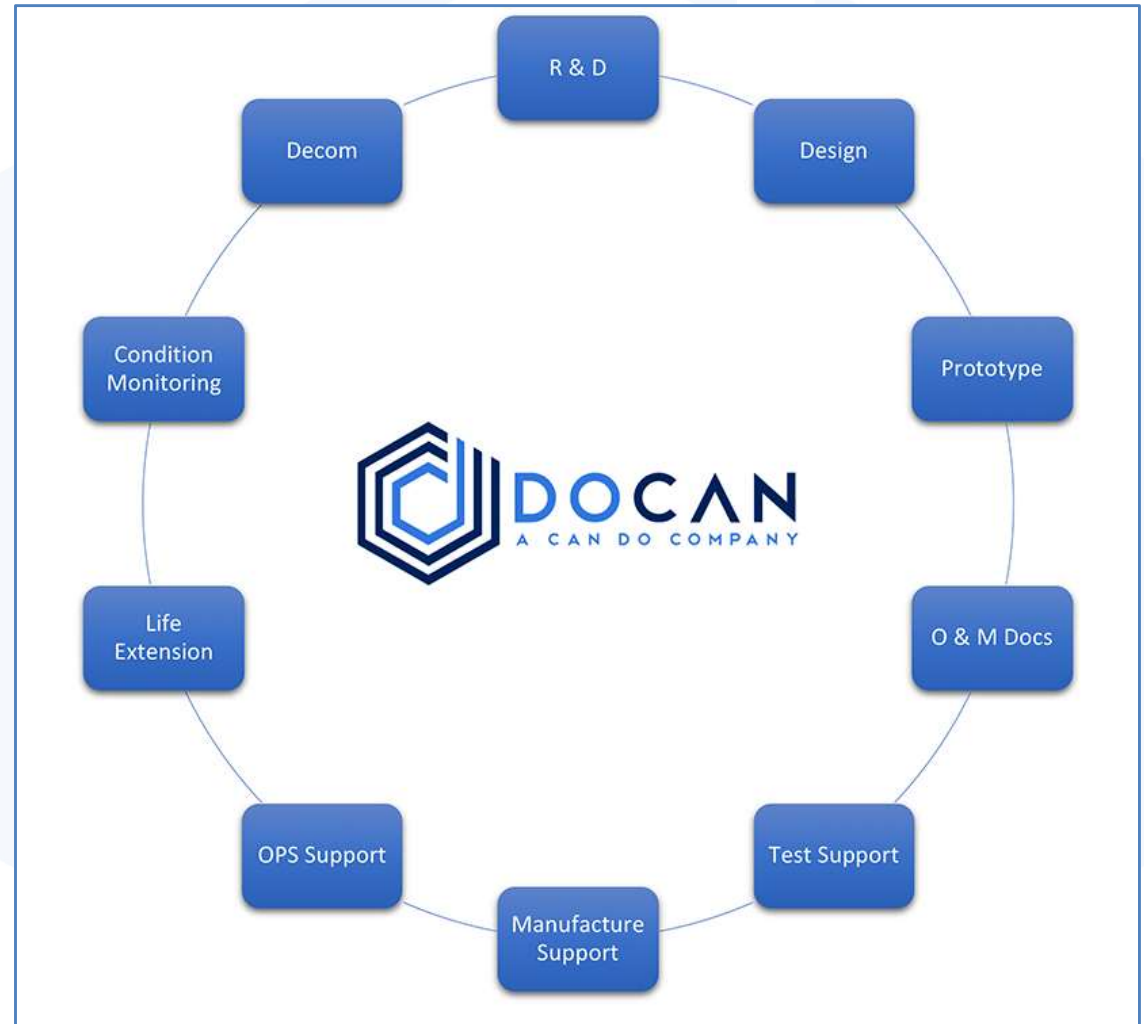 R & D
Design
Prototype
O & M Docs
Test Support
Manufacture
Support
OPS Support
Life
Extension
Condition
Monitoring
Decom
DOCAN
A CAN DO COMPANY